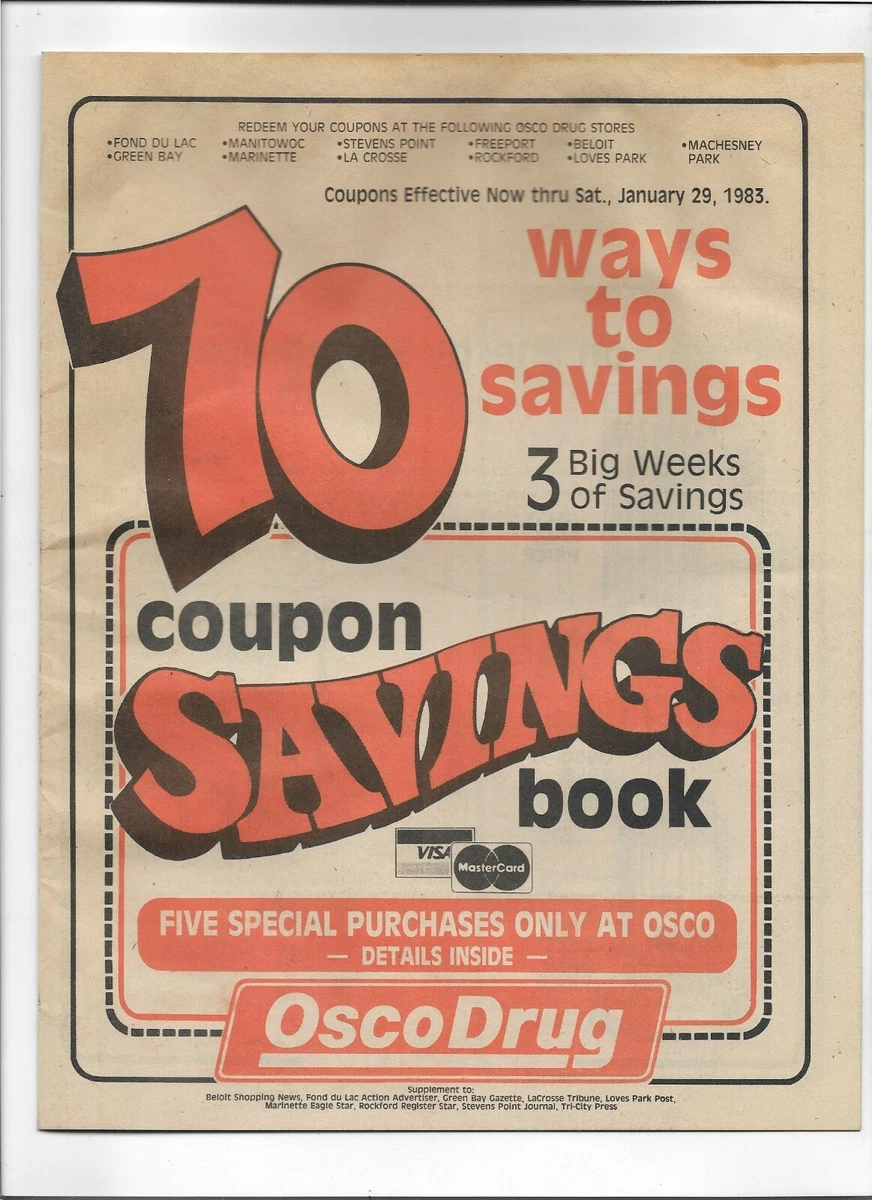 REDEEM YOUR COUPONS AT THE FOLLOWING OSCO DRUG STORES
•FOND DU LAC •MANITOWOC •STEVENS POINT •FREEPORT •BELOIT •MACHESNEY
•GREEN BAY •MARINETTE •LA CROSSE •ROCKFORD •LOVES PARK PARK
Coupons Effective Now thru Sat., January 29, 1983.
70
ways
to
savings
3 Big Weeks
of Savings
coupon
SAVINGS
book
VISA
MasterCard
FIVE SPECIAL PURCHASES ONLY AT OSCO
— DETAILS INSIDE —
Osco Drug
Supplement to:
Beloit Shopping News, Fond du Lac Action Advertiser, Green Bay Gazette, LaCrosse Tribune, Loves Park Post,
Marinette Eagle Star, Rockford Register Star, Stevens Point Journal, Tri-City Press